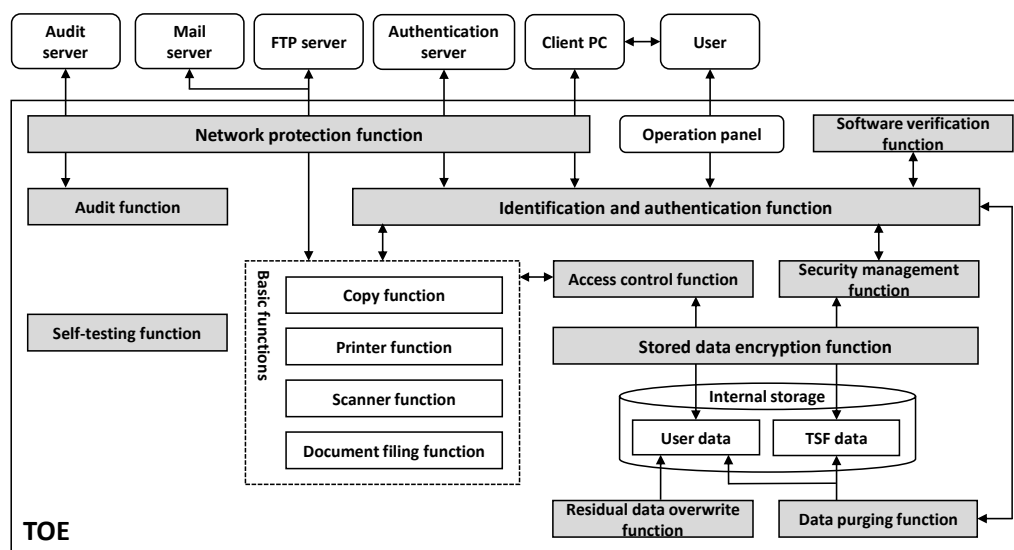 Audit
server
Mail
server
FTP server
Authentication
server
Client PC
User
Network protection function
Operation panel
Software verification
function
Audit function
Identification and authentication function
Basic functions
Copy function
Access control function
Security management
function
Self-testing function
Printer function
Stored data encryption function
Scanner function
Internal storage
User data
TSF data
Document filing function
Residual data overwrite
function
Data purging function
TOE